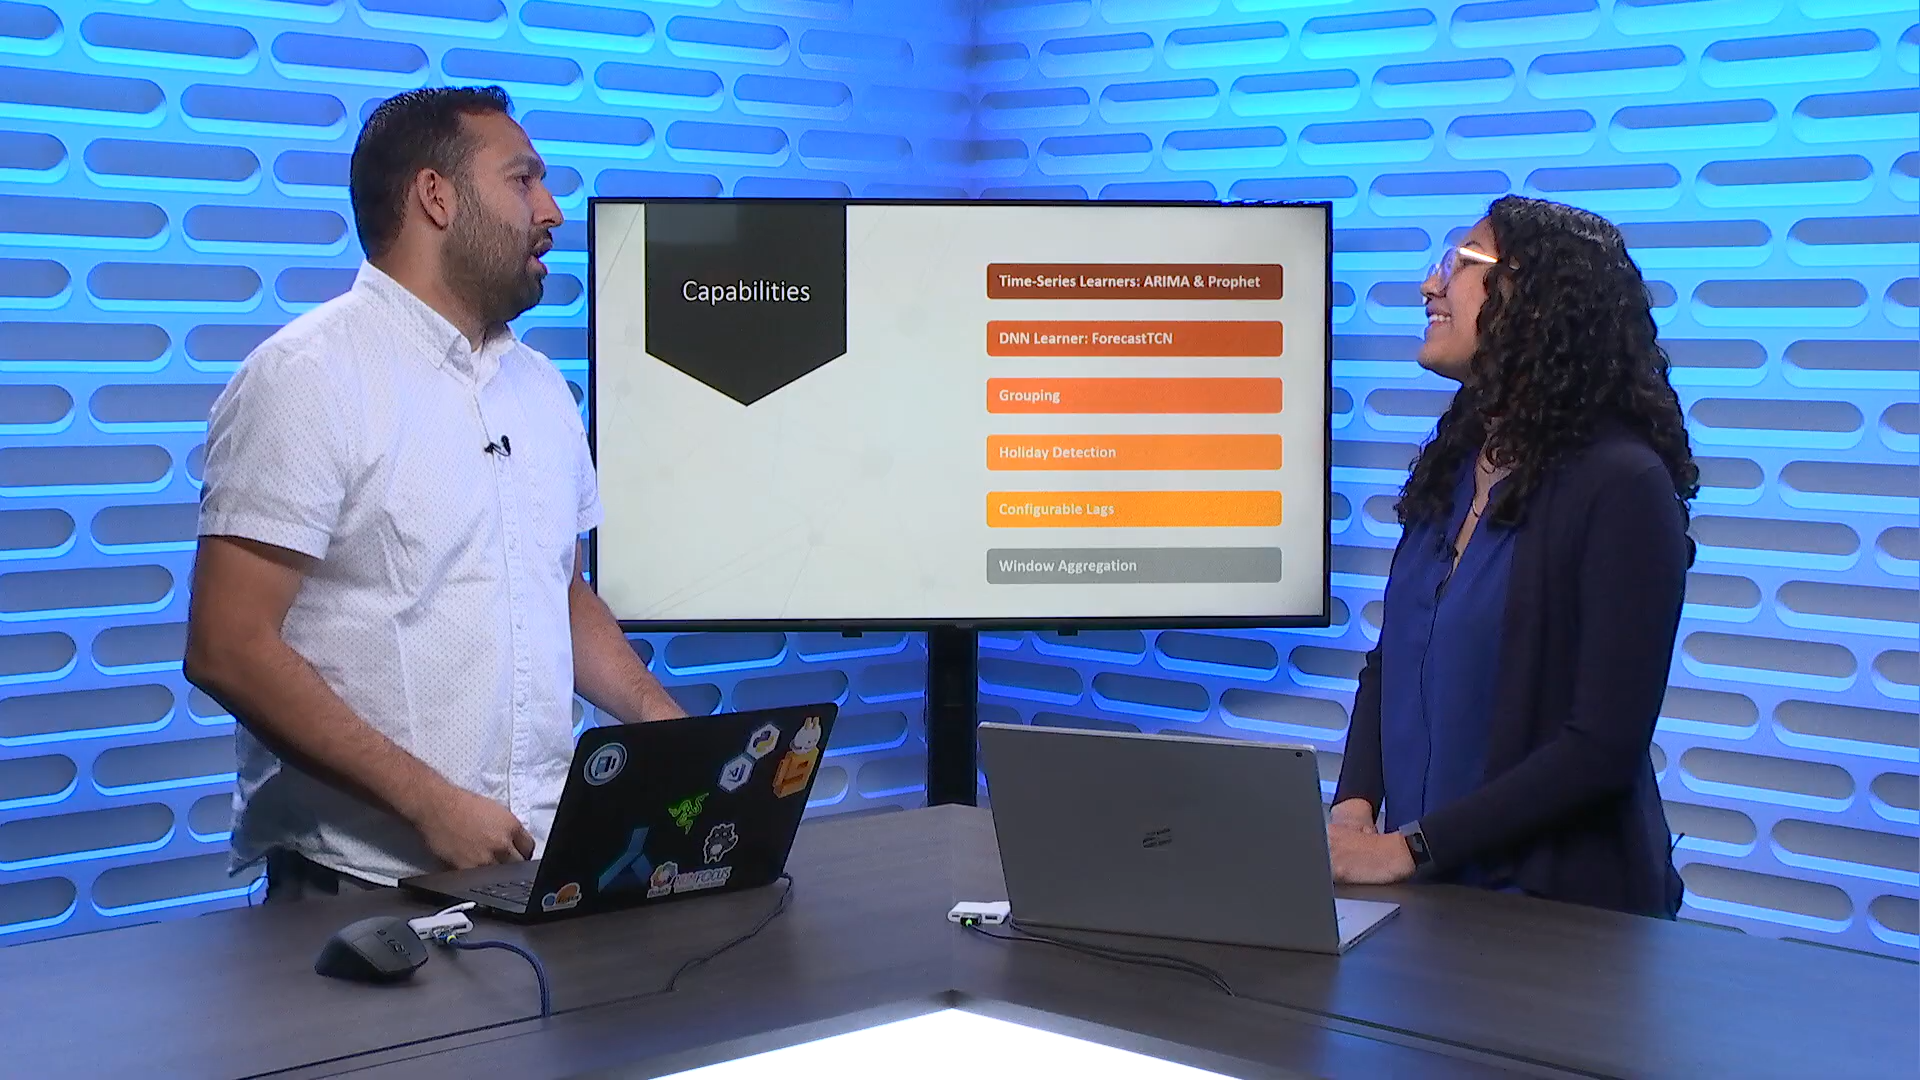 Capabilities
Time-Series Learners: ARIMA & Prophet
DNN Learner: ForecastTCN
Grouping
Holiday Detection
Configurable Lags
Window Aggregation